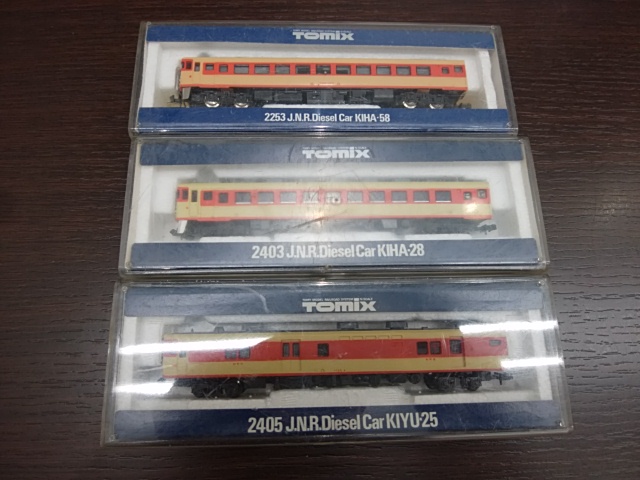 TOMIX
2253 J.N.R.Diesel Car KIHA-58
TOMIX
2403 J.N.R.Diesel Car KIHA-28
TOMIX
2405 J.N.R.Diesel Car KIYU-25